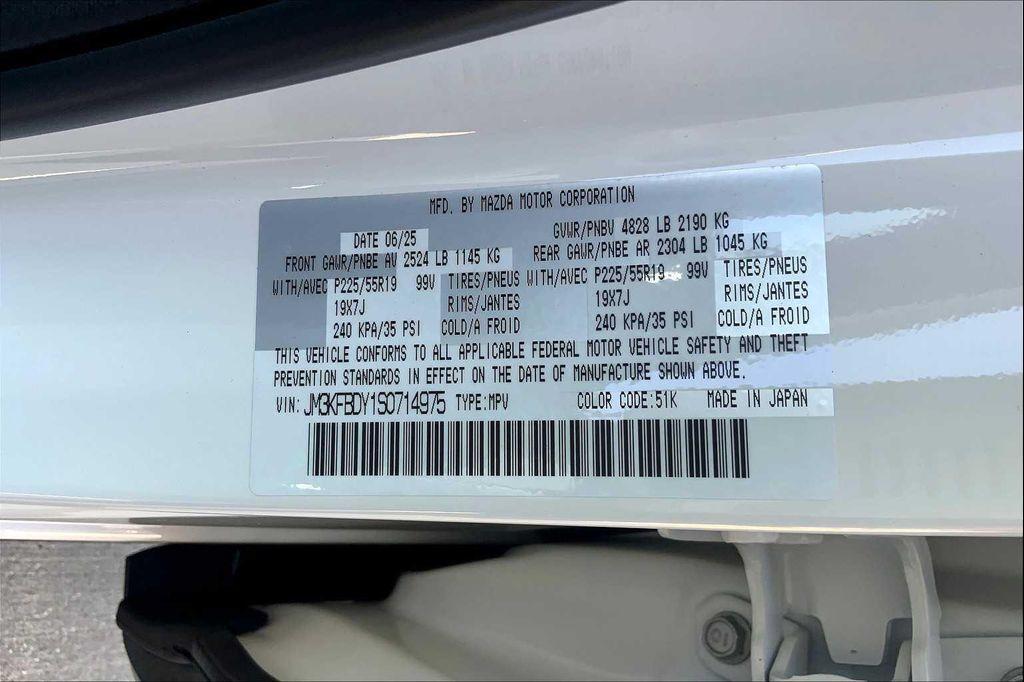 MFD. BY MAZDA MOTOR CORPORATION
DATE 06/25 GVWR/PNBV 4828 LB 2190 KG
FRONT GAWR/PNBE AV 2524 LB 1145 KG REAR GAWR/PNBE AR 2304 LB 1045 KG
WITH/AVEC P225/55R19 99V TIRES/PNEUS WITH/AVEC P225/55R19 99V TIRES/PNEUS
19X7J RIMS/JANTES 19X7J RIMS/JANTES
240 KPA/35 PSI COLD/A FROID 240 KPA/35 PSI COLD/A FROID
THIS VEHICLE CONFORMS TO ALL APPLICABLE FEDERAL MOTOR VEHICLE SAFETY AND THEFT
PREVENTION STANDARDS IN EFFECT ON THE DATE OF MANUFACTURE SHOWN ABOVE.
VIN: JM3KFBDY1S0714975 TYPE:MPV COLOR CODE:51K MADE IN JAPAN